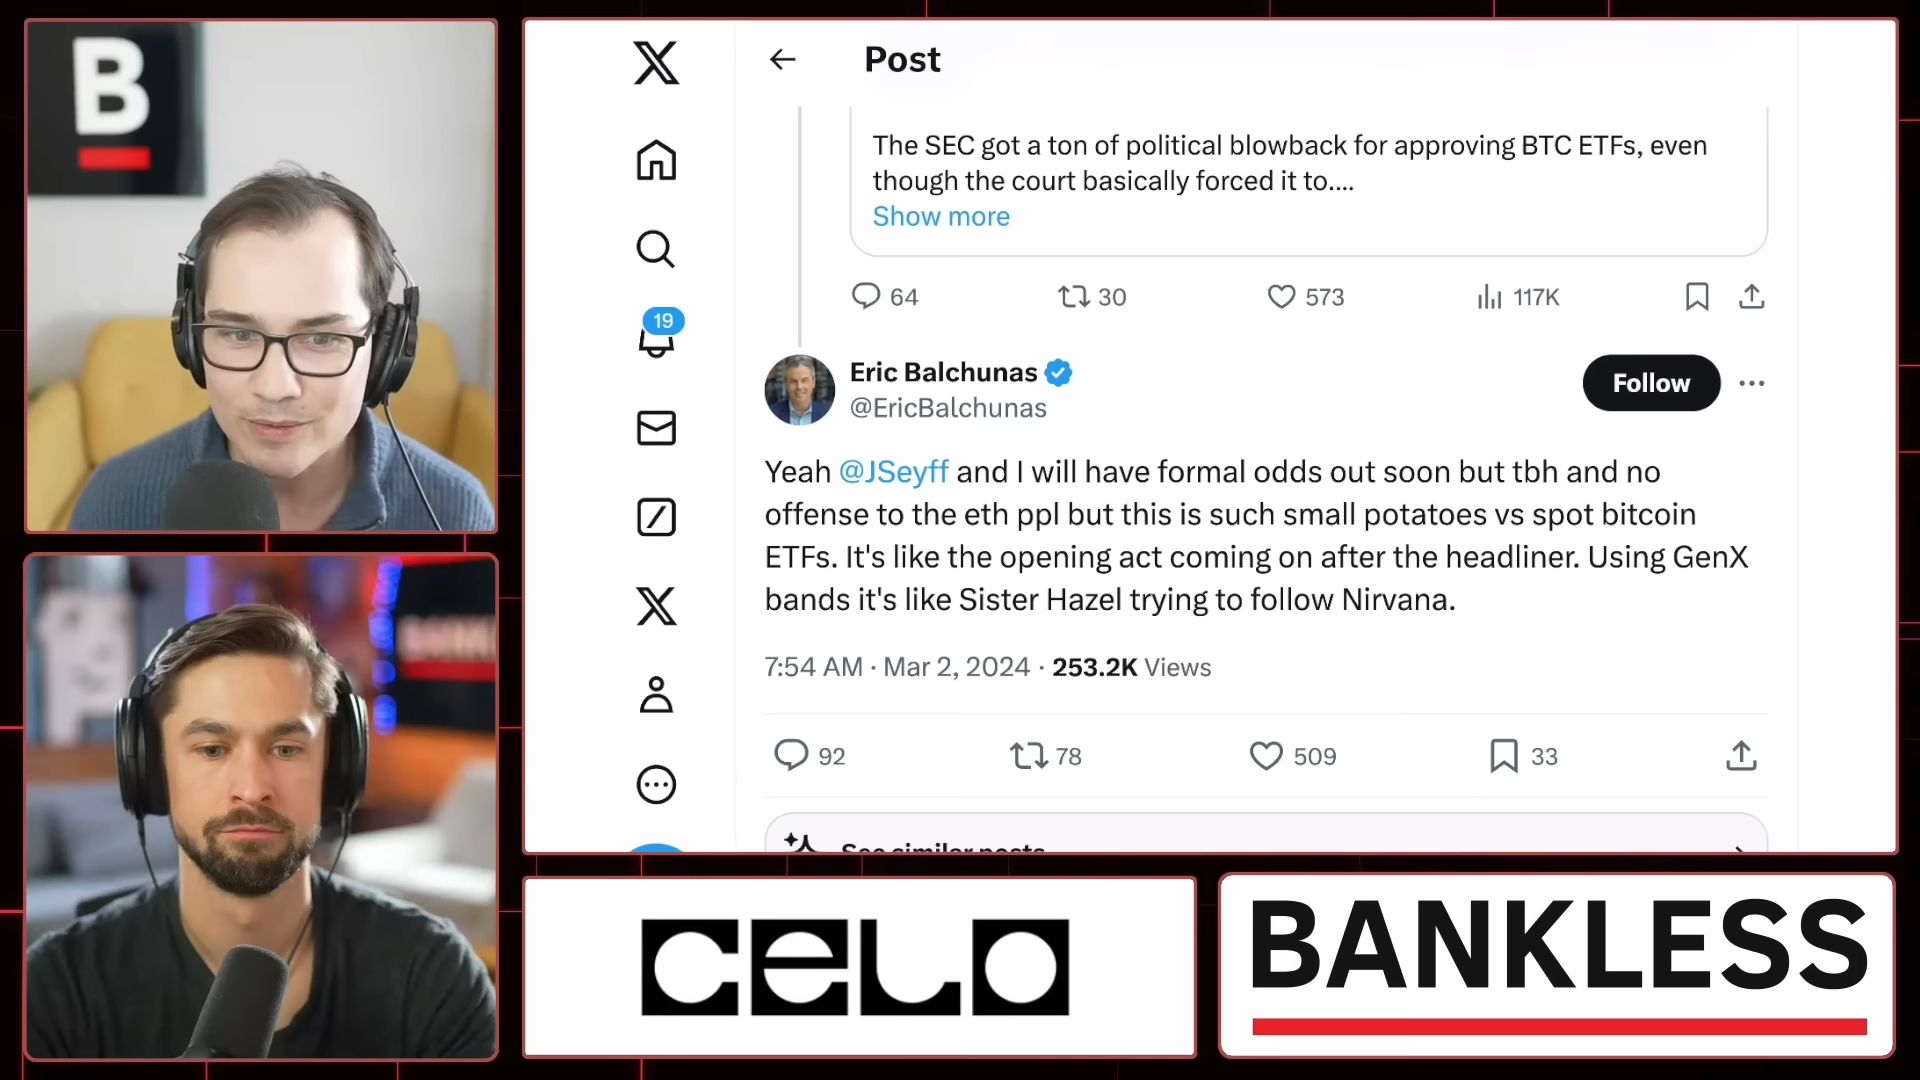 B
Post
The SEC got a ton of political blowback for approving BTC ETFs, even
though the court basically forced it to....
Show more
64 30 573 117K
19
Eric Balchunas
@EricBalchunas
Follow
Yeah @JSeyff and I will have formal odds out soon but tbh and no
offense to the eth ppl but this is such small potatoes vs spot bitcoin
ETFs. It's like the opening act coming on after the headliner. Using GenX
bands it's like Sister Hazel trying to follow Nirvana.
7:54 AM · Mar 2, 2024 · 253.2K Views
92 78 509 33
See similar posts
BANKL
CELO
BANKLESS